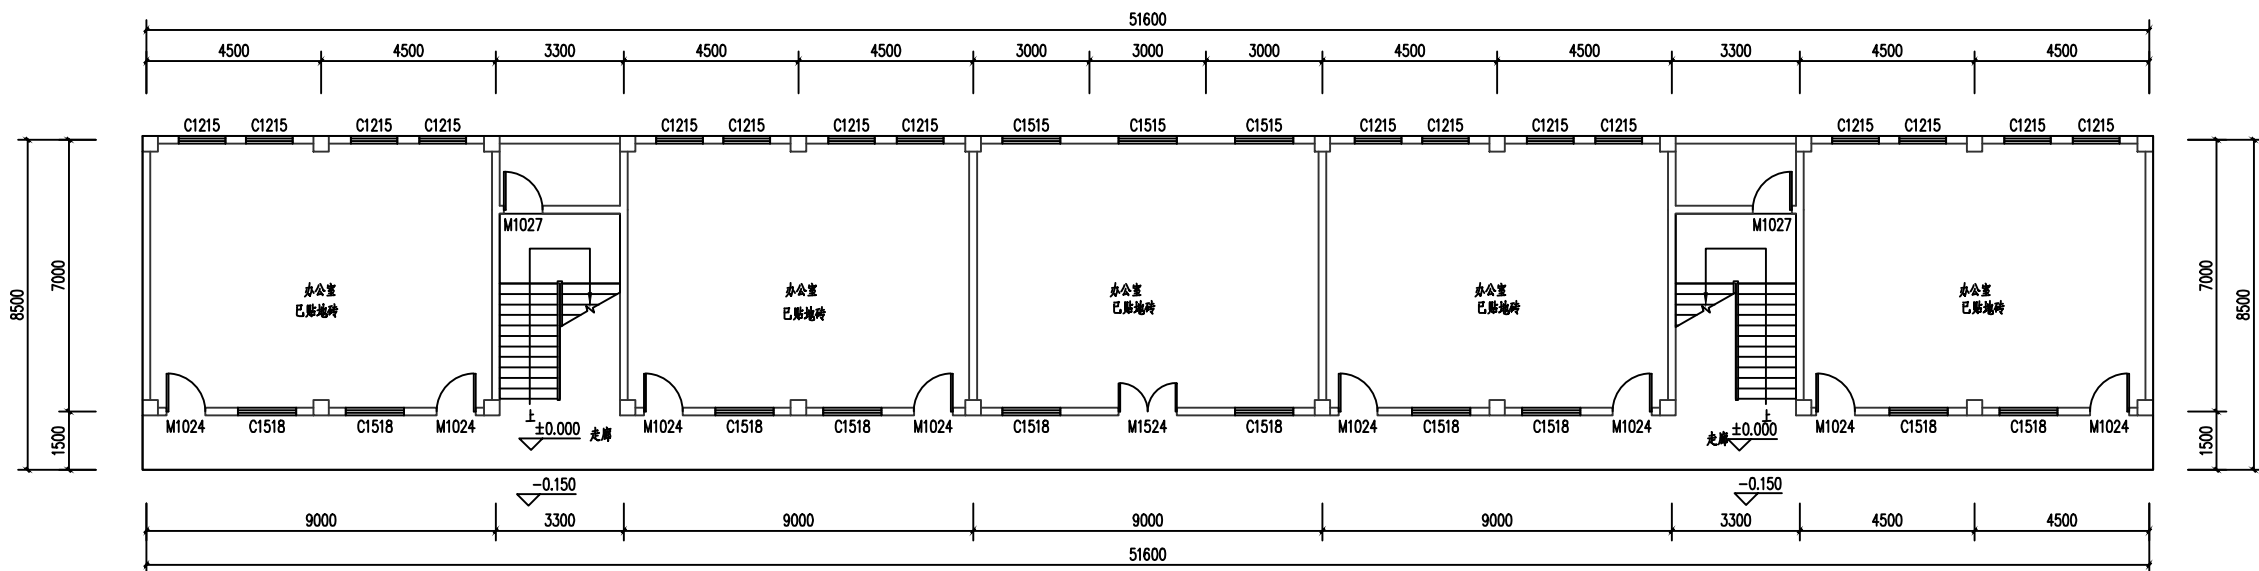 51600
4500 4500 3300 4500 4500 3000 3000 3000 4500 4500 3300 4500 4500
C1215 C1215 C1215 C1215 C1215 C1215 C1215 C1215 C1515 C1515 C1515 C1215 C1215 C1215 C1215 C1215 C1215 C1215 C1215
M1027 M1027
8500 7000 7000 8500
办公室 办公室 办公室 办公室 办公室
已贴地砖 已贴地砖 已贴地砖 已贴地砖 已贴地砖
上 上
M1024 C1518 C1518 M1024 M1024 C1518 C1518 M1024 C1518 M1524 C1518 M1024 C1518 C1518 M1024 M1024 C1518 C1518 M1024
1500 ±0.000 走廊 走廊 ±0.000 1500
-0.150 -0.150
9000 3300 9000 9000 9000 3300 4500 4500
51600